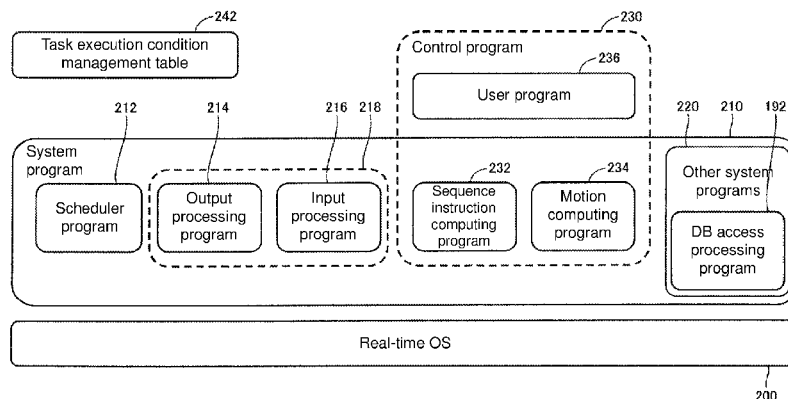 242
230
Task execution condition
management table
Control program
236
User program
212
214
216
218
220
210
192
System
program
232
234
Other system
programs
Scheduler
program
Output
processing
program
Input
processing
program
Sequence
instruction
computing
program
Motion
computing
program
DB access
processing
program
Real-time OS
200